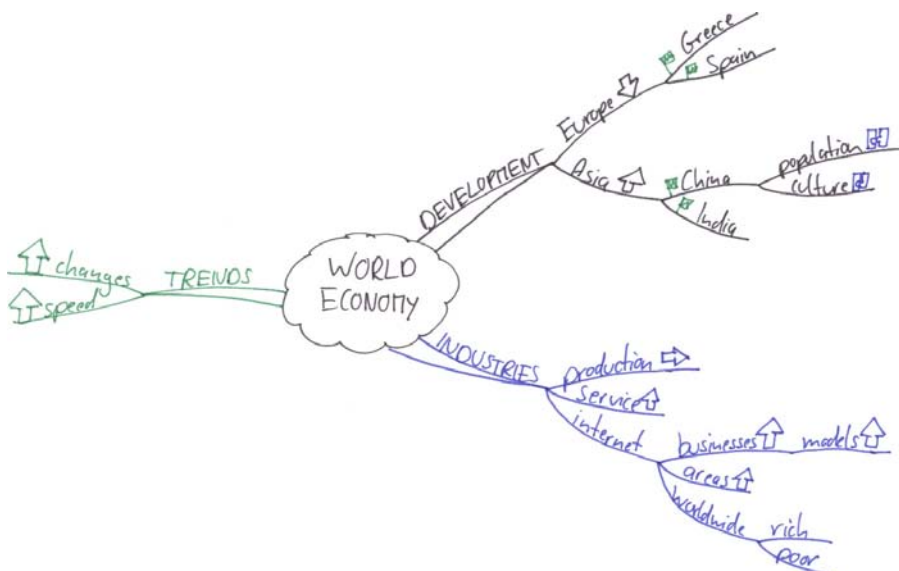 WORLD
ECONOMY
DEVELOPMENT
Europe
Greece
Spain
Asia
China
population
culture
India
INDUSTRIES
production
service
internet
businesses
models
areas
worldwide
rich
poor
TRENDS
changes
speed